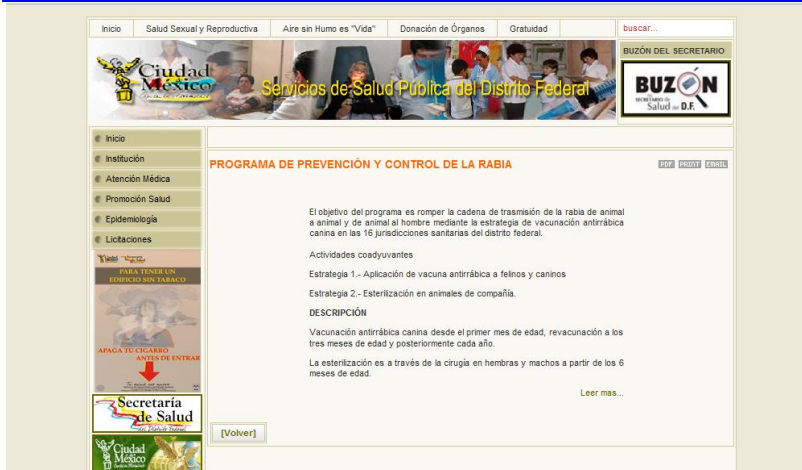 Inicio
Salud Sexual y Reproductiva
Aire sin Humo es "Vida"
Donación de Órganos
Gratuidad
buscar...
Ciudad
México
Servicios de Salud Pública del Distrito Federal
BUZÓN DEL SECRETARIO
BUZÓN
SECRETARIO DE
Salud EN D.F.
Inicio
Institución
Atención Médica
Promoción Salud
Epidemiología
Licitaciones
PROGRAMA DE PREVENCIÓN Y CONTROL DE LA RABIA
PDF PRINT EMAIL
El objetivo del programa es romper la cadena de trasmisión de la rabia de animal
a animal y de animal al hombre mediante la estrategia de vacunación antirrábica
canina en las 16 jurisdicciones sanitarias del distrito federal.
Actividades coadyuvantes
Estrategia 1.- Aplicación de vacuna antirrábica a felinos y caninos
Estrategia 2.- Esterilización en animales de compañía.
DESCRIPCIÓN
Vacunación antirrábica canina desde el primer mes de edad, revacunación a los
tres meses de edad y posteriormente cada año.
La esterilización es a través de la cirugía en hembras y machos a partir de los 6
meses de edad.
Leer mas...
[Volver]
PARA TENER UN
EDIFICIO SIN TABACO
APAGA TU CIGARRO
ANTES DE ENTRAR
Secretaría
de Salud
del Distrito Federal
Ciudad
México